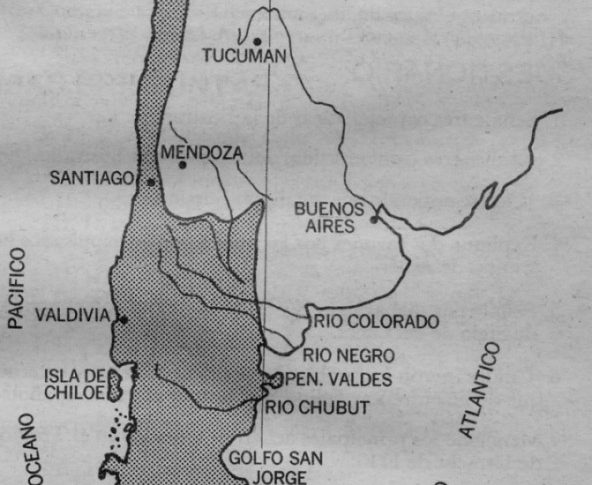 TUCUMAN
MENDOZA
SANTIAGO
BUENOS
AIRES
PACIFICO
VALDIVIA
RIO COLORADO
RIO NEGRO
ISLA DE
CHILOE
PEN. VALDES
RIO CHUBUT
ATLANTICO
OCEANO
GOLFO SAN
JORGE